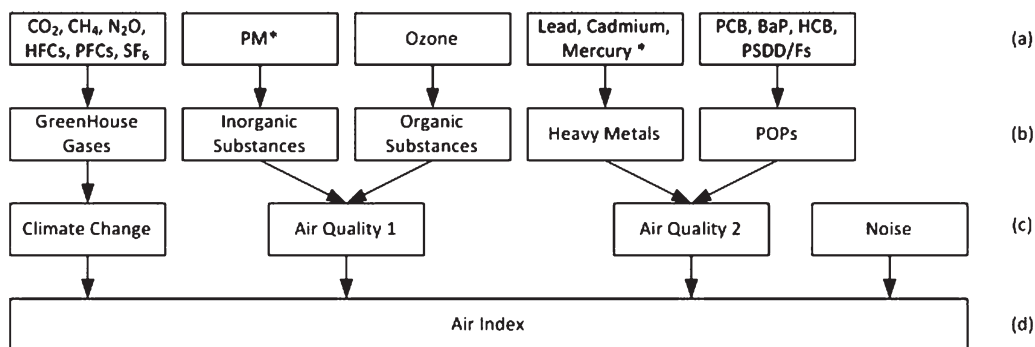 CO₂, CH₄, N₂O,
HFCs, PFCs, SF₆
PM*
Ozone
Lead, Cadmium,
Mercury *
PCB, BaP, HCB,
PSDD/Fs
(a)
GreenHouse
Gases
Inorganic
Substances
Organic
Substances
Heavy Metals
POPs
(b)
Climate Change
Air Quality 1
Air Quality 2
Noise
(c)
Air Index
(d)